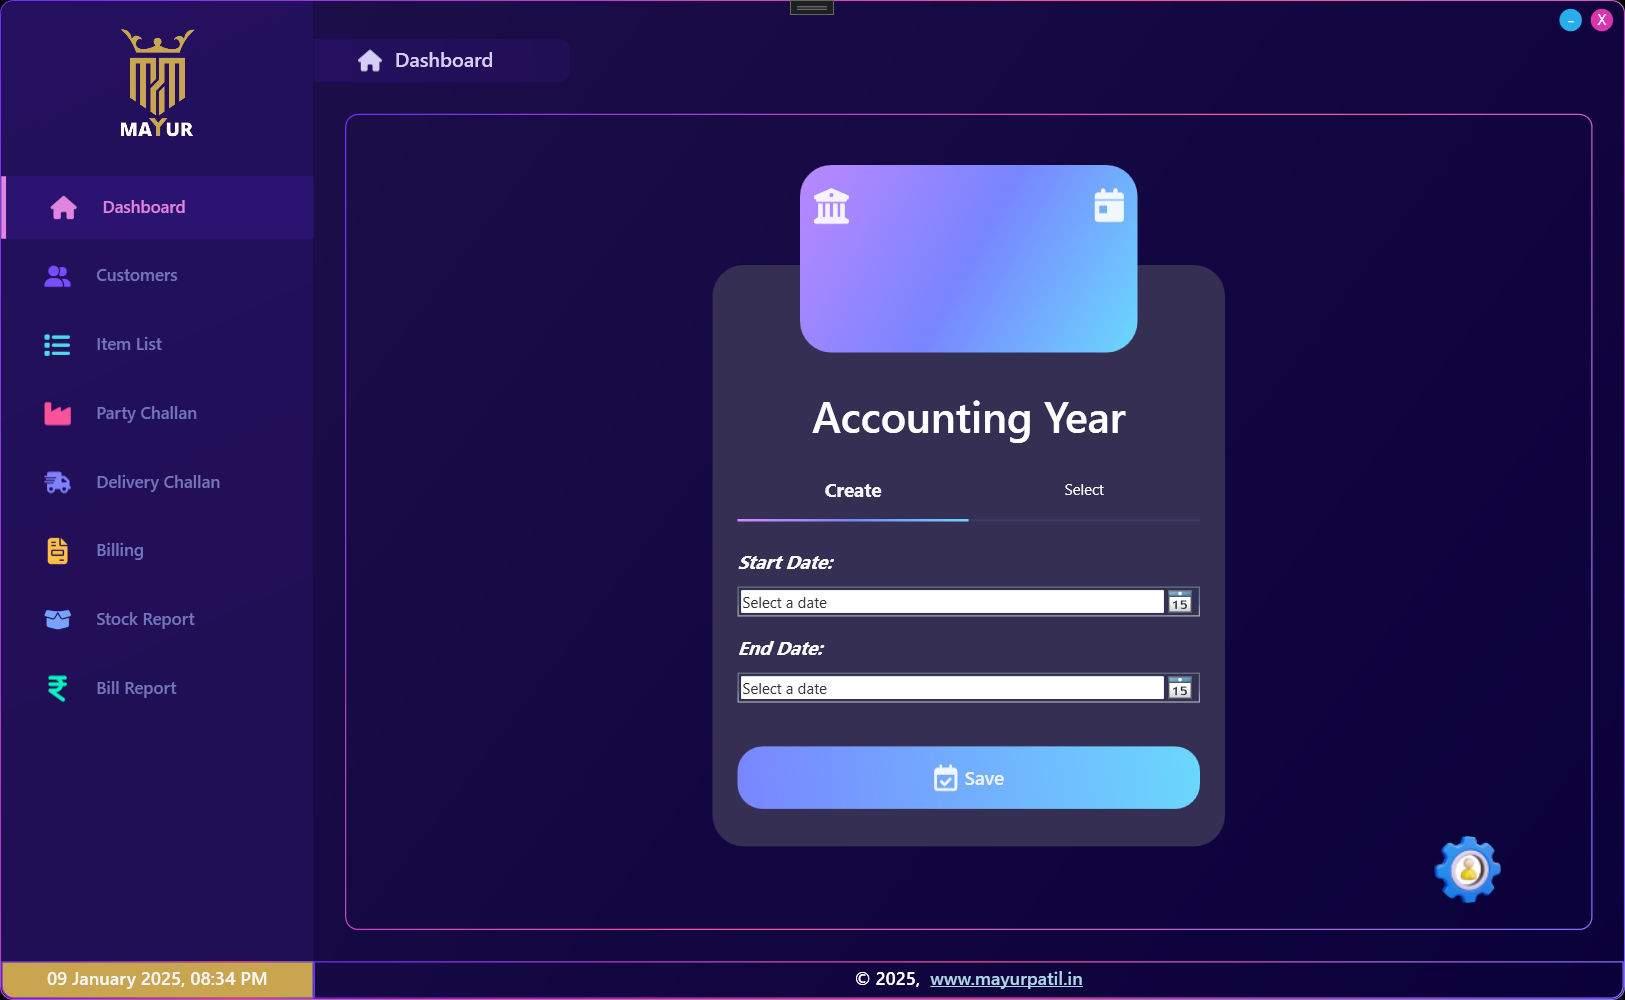 MAYUR
Dashboard
Customers
Item List
Party Challan
Delivery Challan
Billing
Stock Report
Bill Report
09 January 2025, 08:34 PM
Dashboard
-
X
Accounting Year
Create
Select
Start Date:
Select a date
15
End Date:
Select a date
15
Save
© 2025, www.mayurpatil.in